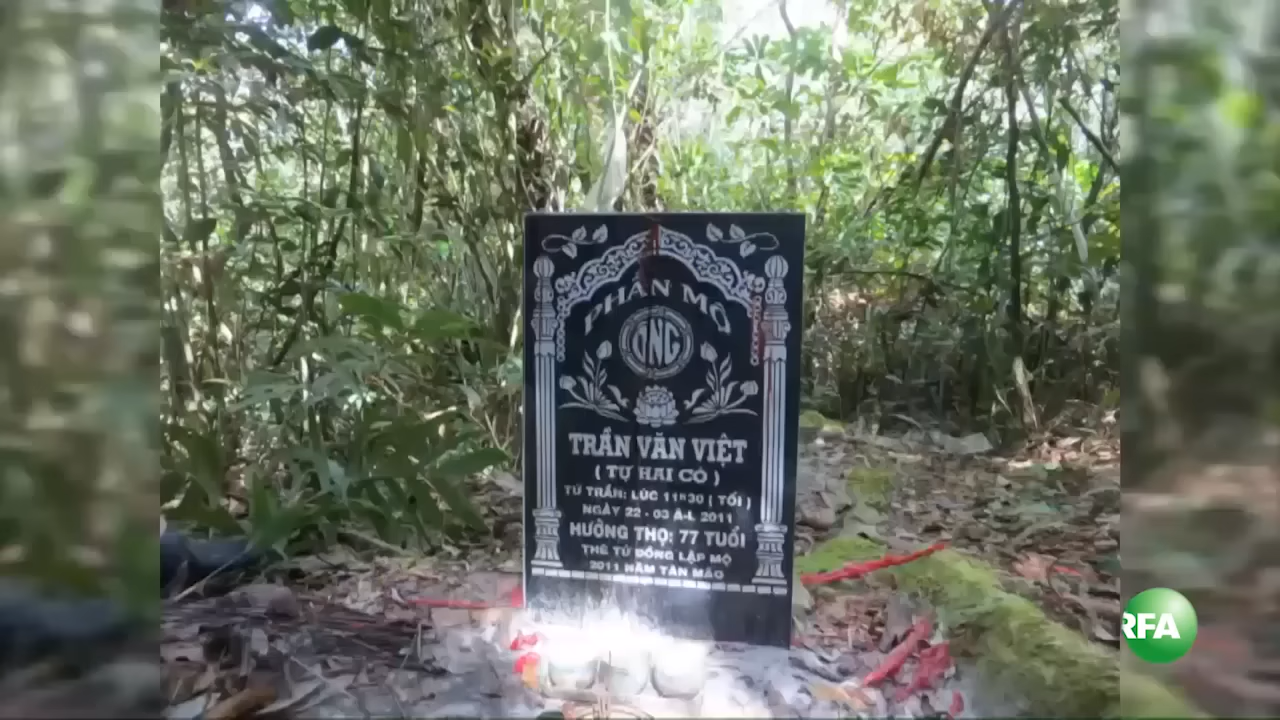 PHẦN MỘ
ÔNG
TRẦN VĂN VIỆT
( TỰ HAI CÒ )
TỪ TRẦN: LÚC 11H30 ( TỐI )
NGÀY 22 - 03 A-L 2011
HƯỞNG THỌ: 77 TUỔI
THÊ TỬ ĐỒNG LẬP MỘ
2011 NĂM TÂN MÃO
RFA